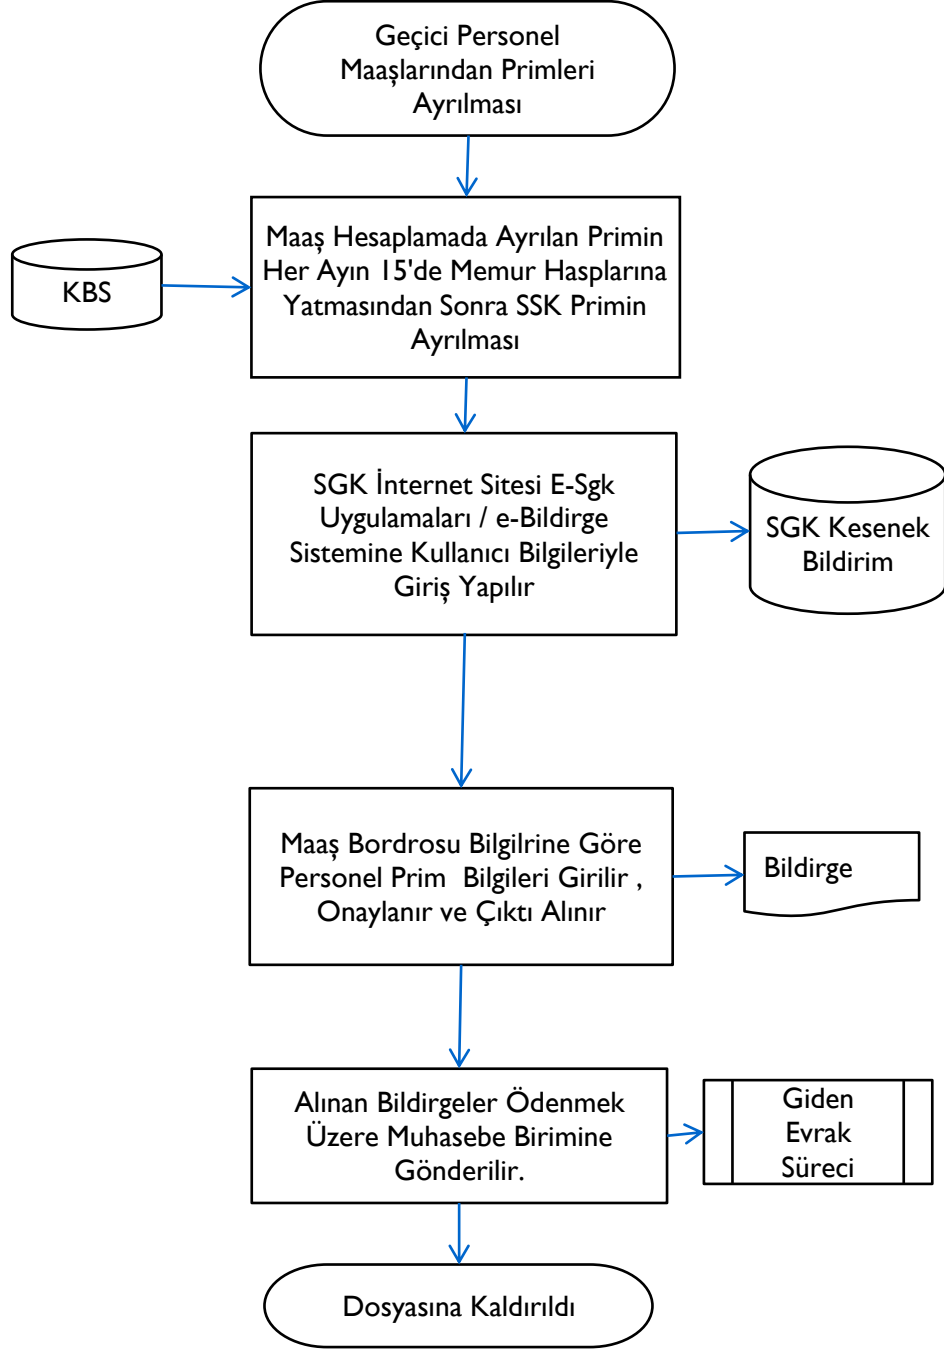 Geçici Personel
Maaşlarından Primleri
Ayrılması
Maaş Hesaplamada Ayrılan Primin
Her Ayın 15'de Memur Hasplarına
Yatmasından Sonra SSK Primin
Ayrılması
KBS
SGK İnternet Sitesi E-Sgk
Uygulamaları / e-Bildirge
Sistemine Kullanıcı Bilgileriyle
Giriş Yapılır
SGK Kesenek
Bildirim
Maaş Bordrosu Bilgilrine Göre
Personel Prim  Bilgileri Girilir ,
Onaylanır ve Çıktı Alınır
Bildirge
Alınan Bildirgeler Ödenmek
Üzere Muhasebe Birimine
Gönderilir.
Giden
Evrak
Süreci
Dosyasına Kaldırıldı